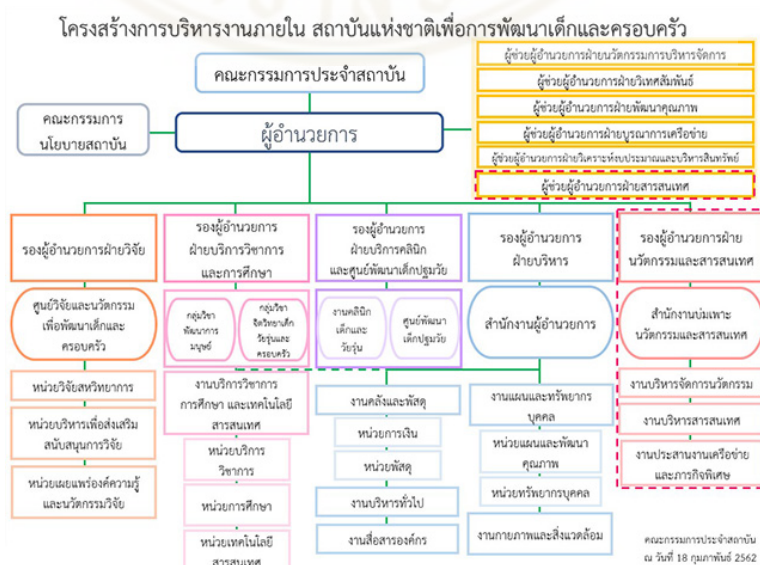 โครงสร้างการบริหารงานภายใน สถาบันแห่งชาติเพื่อการพัฒนาเด็กและครอบครัว
คณะกรรมการประจำสถาบัน
คณะกรรมการ
นโยบายสถาบัน
ผู้อำนวยการ
ผู้ช่วยผู้อำนวยการฝ่ายนวัตกรรมการบริหารจัดการ
ผู้ช่วยผู้อำนวยการฝ่ายวิเทศสัมพันธ์
ผู้ช่วยผู้อำนวยการฝ่ายพัฒนาคุณภาพ
ผู้ช่วยผู้อำนวยการฝ่ายบูรณาการเครือข่าย
ผู้ช่วยผู้อำนวยการฝ่ายวิเคราะห์งบประมาณและบริหารสินทรัพย์
ผู้ช่วยผู้อำนวยการฝ่ายสารสนเทศ
รองผู้อำนวยการฝ่ายวิจัย
ศูนย์วิจัยและนวัตกรรม
เพื่อพัฒนาเด็กและ
ครอบครัว
หน่วยวิจัยสหวิทยาการ
หน่วยบริหารเพื่อส่งเสริม
สนับสนุนการวิจัย
หน่วยเผยแพร่องค์ความรู้
และนวัตกรรมวิจัย
รองผู้อำนวยการ
ฝ่ายบริการวิชาการ
และการศึกษา
กลุ่มวิชา
พัฒนาการ
มนุษย์
กลุ่มวิชา
จิตวิทยาเด็ก
วัยรุ่นและ
ครอบครัว
งานบริการวิชาการ
การศึกษา และเทคโนโลยี
สารสนเทศ
หน่วยบริการ
วิชาการ
หน่วยการศึกษา
หน่วยเทคโนโลยี
สารสนเทศ
รองผู้อำนวยการ
ฝ่ายบริการคลินิก
และศูนย์พัฒนาเด็กปฐมวัย
งานคลินิก
เด็กและ
วัยรุ่น
ศูนย์พัฒนา
เด็กปฐมวัย
งานคลังและพัสดุ
หน่วยการเงิน
หน่วยพัสดุ
งานบริหารทั่วไป
งานสื่อสารองค์กร
รองผู้อำนวยการ
ฝ่ายบริหาร
สำนักงานผู้อำนวยการ
งานแผนและทรัพยากร
บุคคล
หน่วยแผนและพัฒนา
คุณภาพ
หน่วยทรัพยากรบุคคล
งานกายภาพและสิ่งแวดล้อม
รองผู้อำนวยการฝ่าย
นวัตกรรมและสารสนเทศ
สำนักงานบ่มเพาะ
นวัตกรรมและสารสนเทศ
งานบริหารจัดการนวัตกรรม
งานบริหารสารสนเทศ
งานประสานงานเครือข่าย
และภารกิจพิเศษ
คณะกรรมการประจำสถาบัน
ณ วันที่ 18 กุมภาพันธ์ 2562